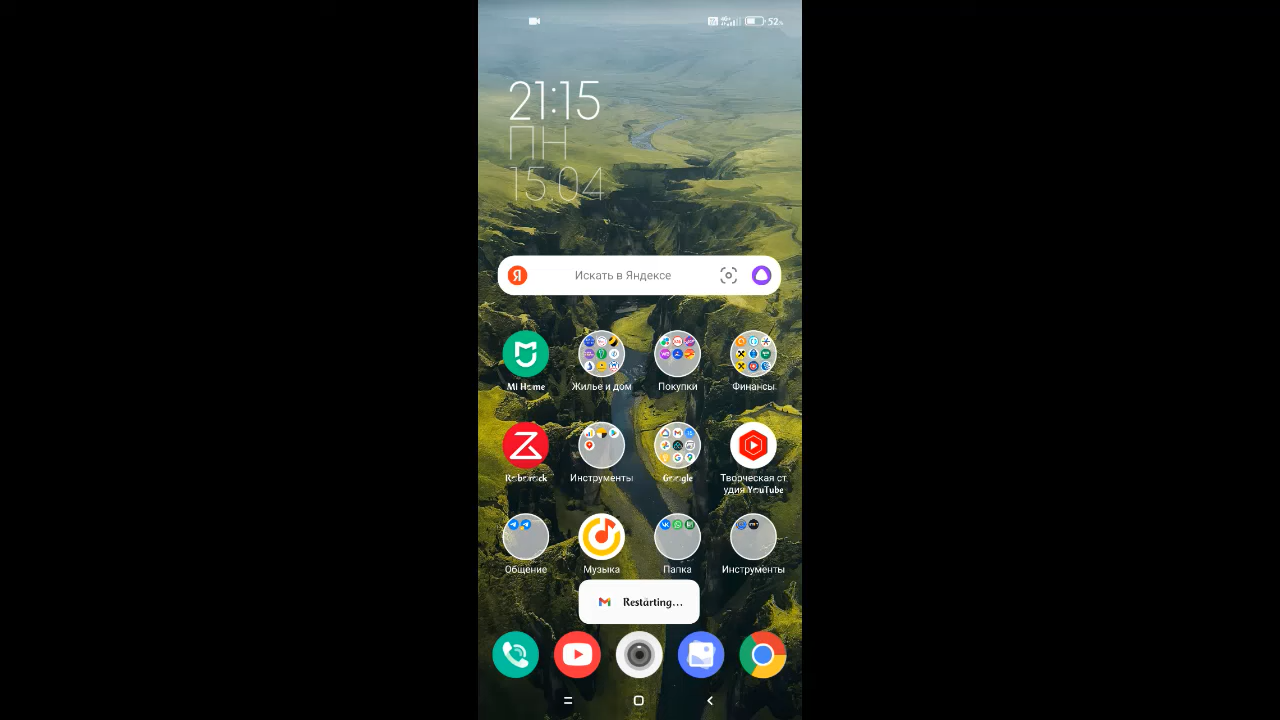 52%
21:15
ПН
15.04
Я Искать в Яндексе
Mi Home
Жилье и дом
Покупки
Финансы
Roborock
Инструменты
Google
Творческая ст
удия YouTube
Общение
Музыка
Папка
Инструменты
Restarting...